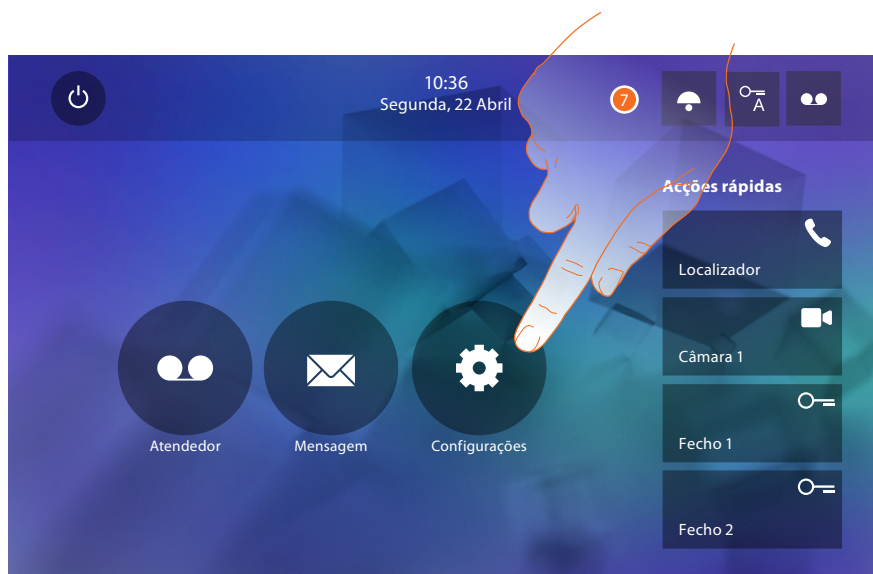 10:36
Segunda, 22 Abril
7
A
Acções rápidas
Localizador
Câmara 1
Fecho 1
Fecho 2
Atendedor
Mensagem
Configurações